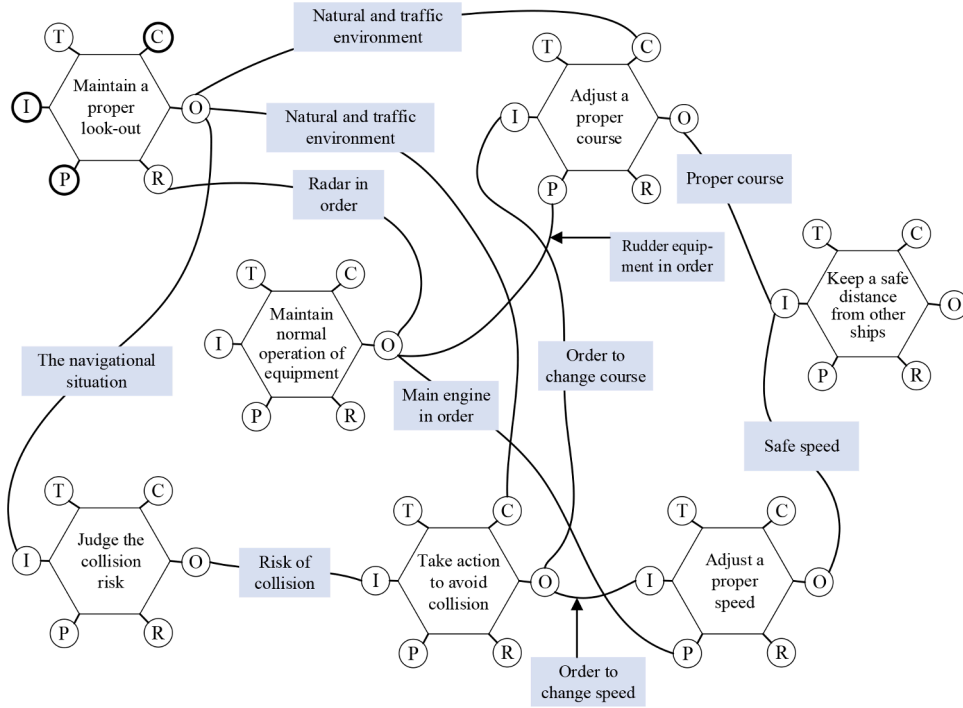 Natural and traffic
environment
T
C
I
Maintain a
proper
look-out
O
P
R
Natural and traffic
environment
Radar in
order
T
C
I
Adjust a
proper
course
O
P
R
Proper course
Rudder equip-
ment in order
T
C
I
Keep a safe
distance
from other
ships
O
P
R
T
C
I
Maintain
normal
operation of
equipment
O
P
R
The navigational
situation
Order to
change course
Main engine
in order
Safe speed
T
C
I
Judge the
collision
risk
O
P
R
Risk of
collision
T
C
I
Take action
to avoid
collision
O
P
R
T
C
I
Adjust a
proper
speed
O
P
R
Order to
change speed